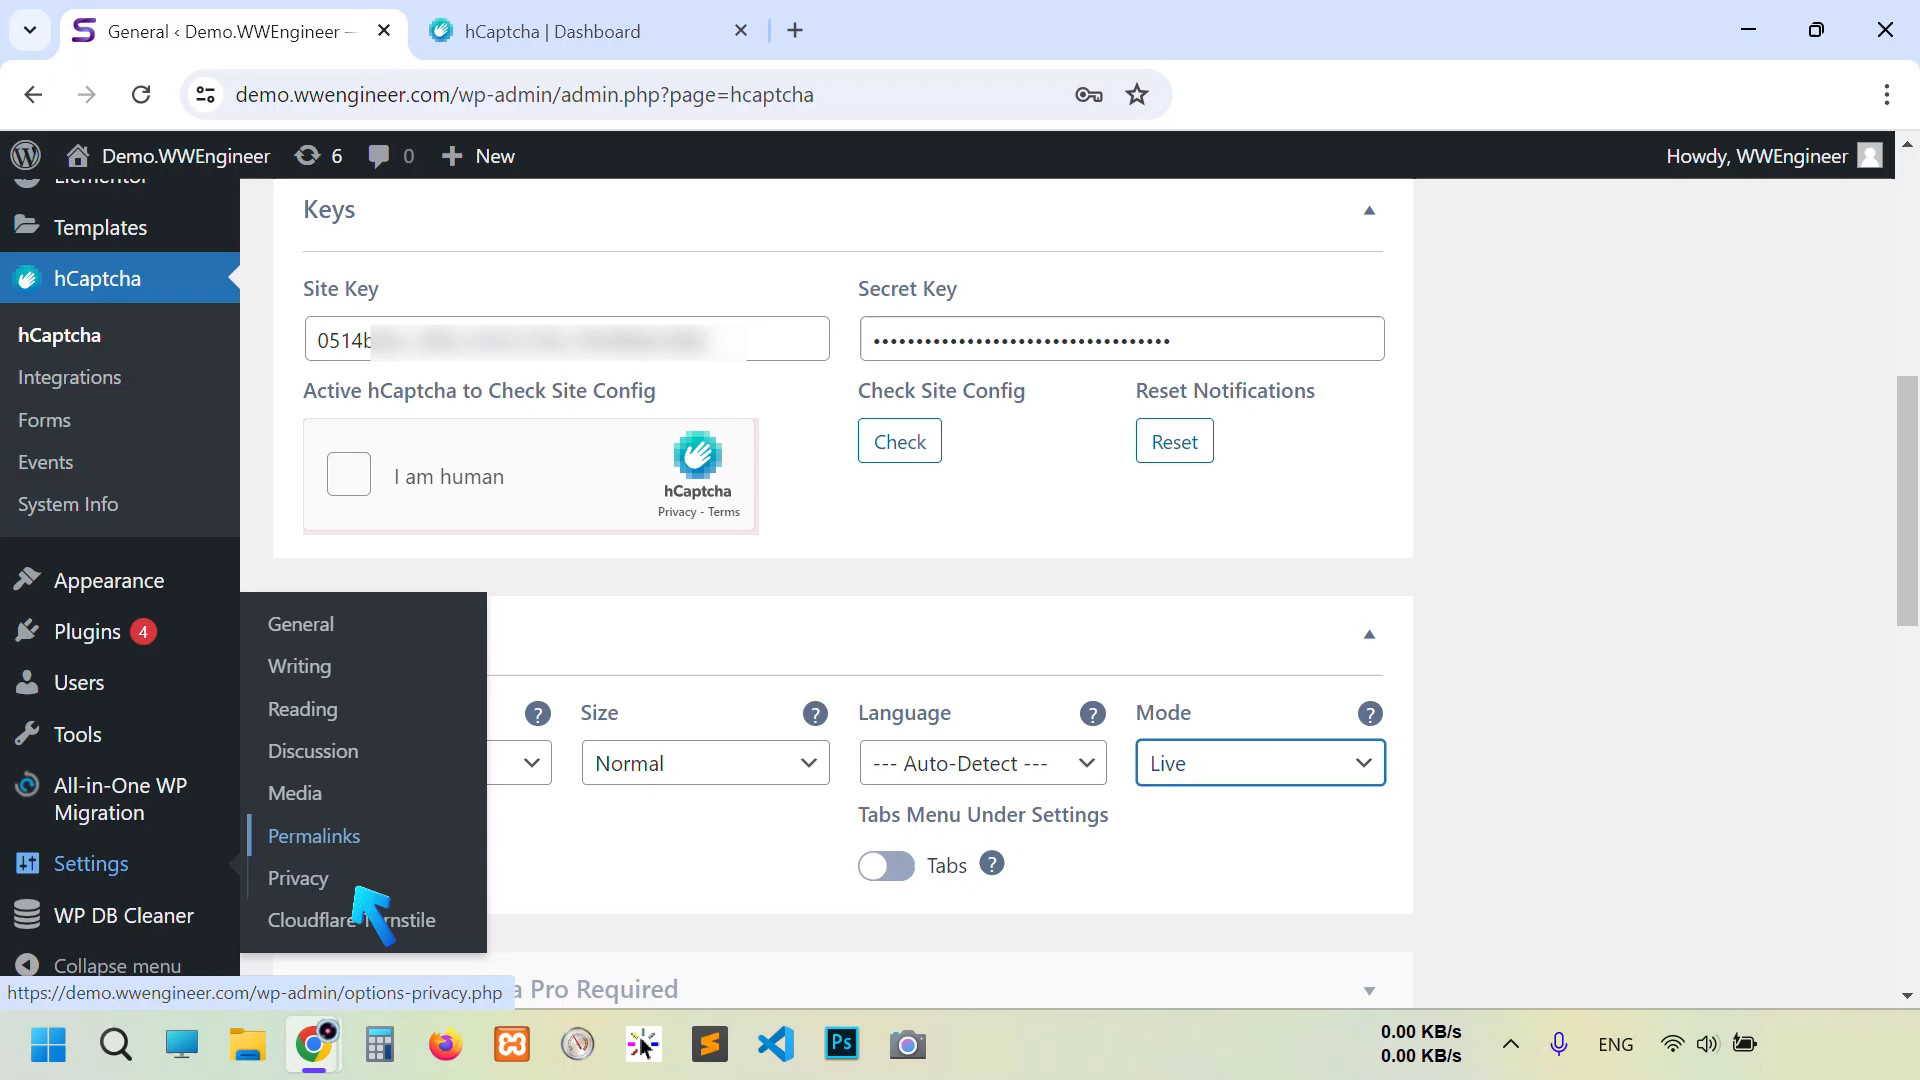 General ‹ Demo.WWEngineer —
hCaptcha | Dashboard
demo.wwengineer.com/wp-admin/admin.php?page=hcaptcha
Demo.WWEngineer
6
0
New
Howdy, WWEngineer
Elementor
Templates
hCaptcha
hCaptcha
Integrations
Forms
Events
System Info
Appearance
Plugins 4
Users
Tools
All-in-One WP
Migration
Settings
WP DB Cleaner
Collapse menu
General
Writing
Reading
Discussion
Media
Permalinks
Privacy
Cloudflare Turnstile
Keys
Site Key
Secret Key
0514b
••••••••••••••••••••••••••••••••••
Active hCaptcha to Check Site Config
Check Site Config
Reset Notifications
Check
Reset
I am human
hCaptcha
Privacy - Terms
Size
Language
Mode
Normal
--- Auto-Detect ---
Live
Tabs Menu Under Settings
Tabs
a Pro Required
https://demo.wwengineer.com/wp-admin/options-privacy.php
Ps
0.00 KB/s
0.00 KB/s
ENG